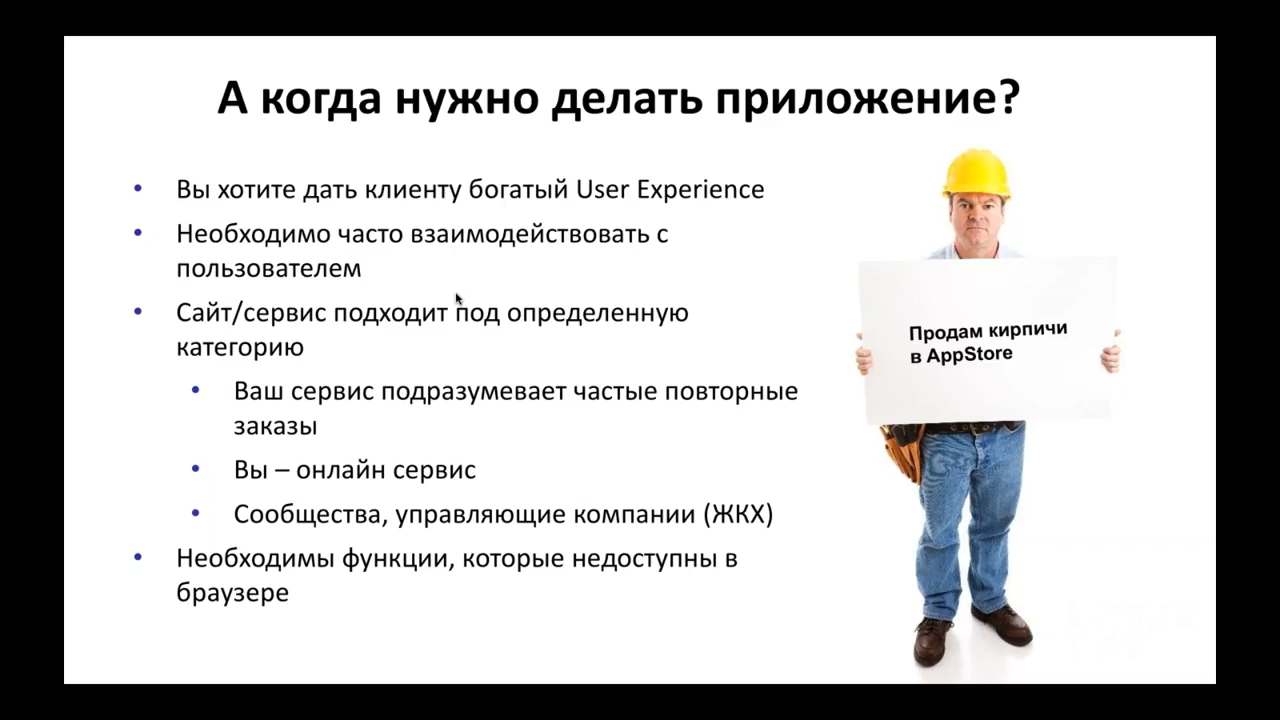 А когда нужно делать приложение?
• Вы хотите дать клиенту богатый User Experience
• Необходимо часто взаимодействовать с
пользователем
• Сайт/сервис подходит под определенную
категорию
• Ваш сервис подразумевает частые повторные
заказы
• Вы – онлайн сервис
• Сообщества, управляющие компании (ЖКХ)
• Необходимы функции, которые недоступны в
браузере
Продам кирпичи
в AppStore